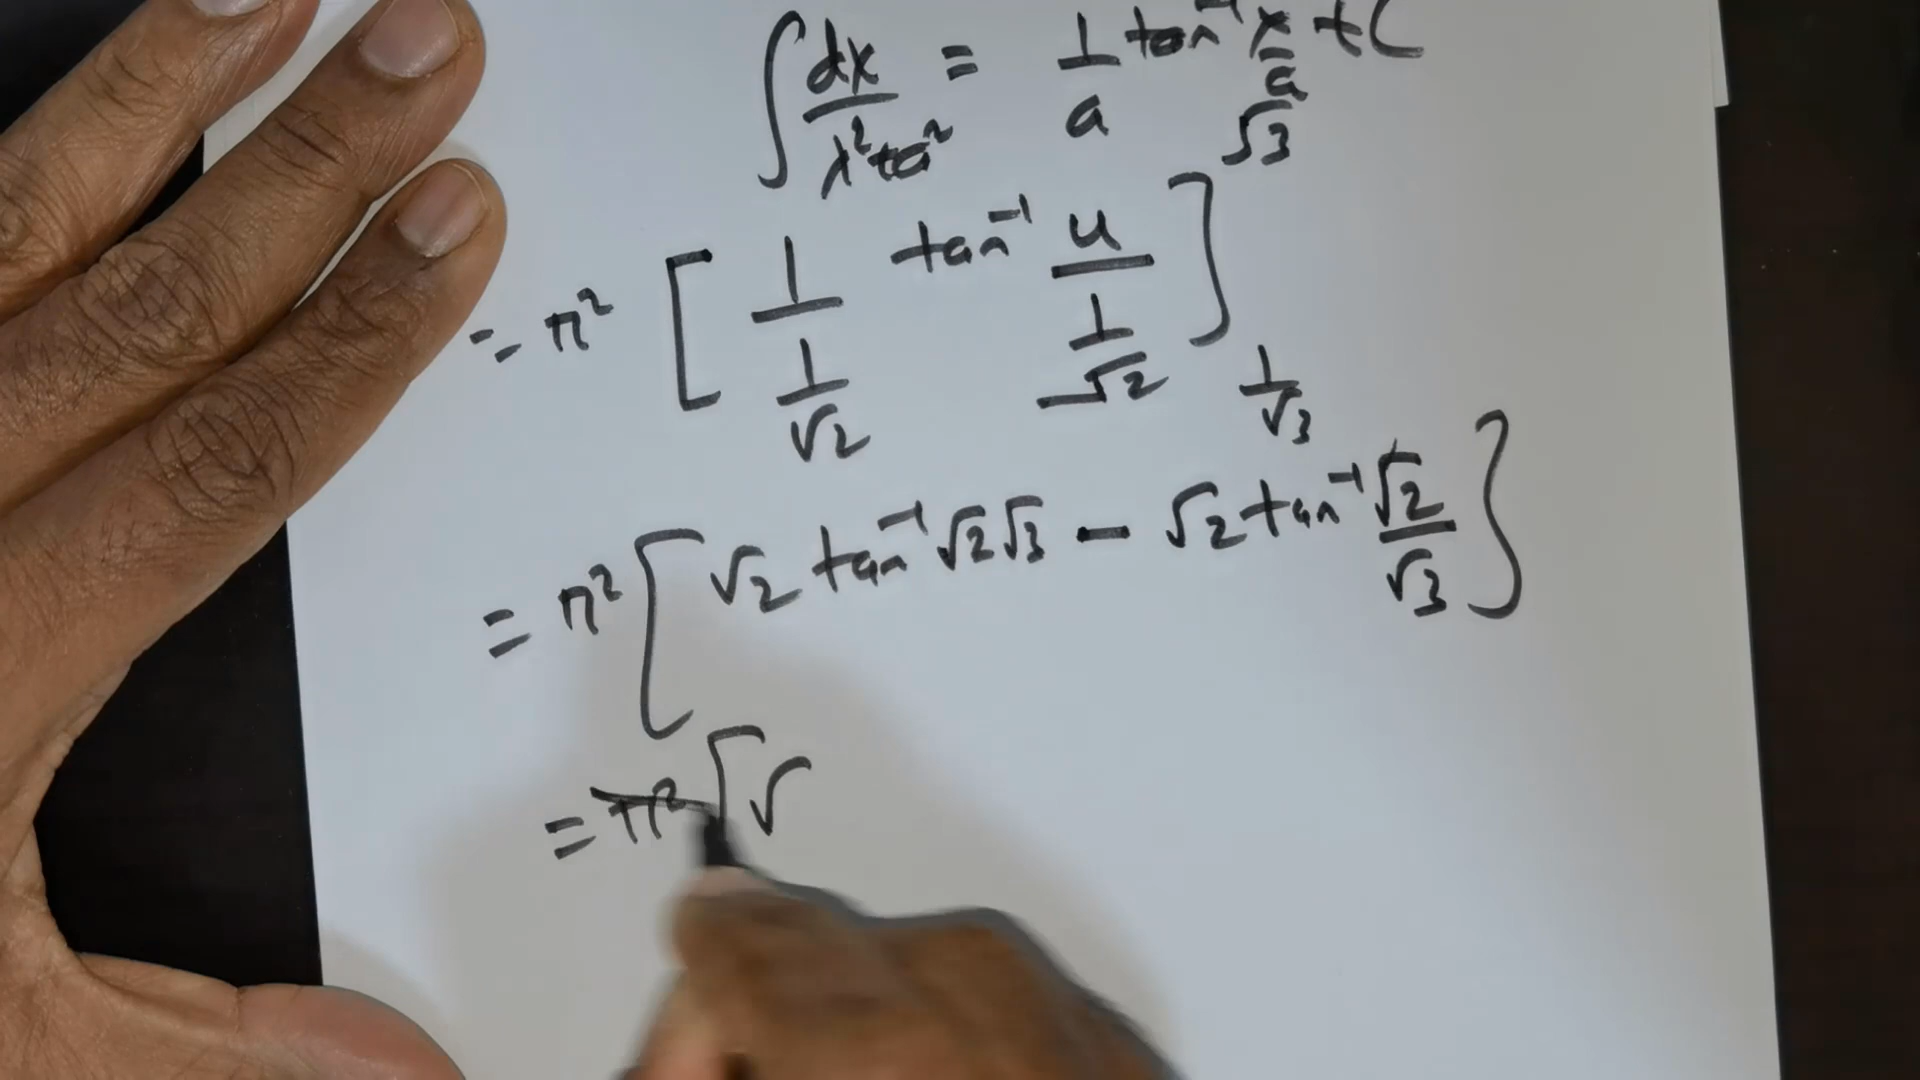 ∫ dx/(x²+a²) = 1/a tan⁻¹ x/a + C
= π² [ 1/(1/√2) tan⁻¹ u/(1/√2) ] √3 1/√3
= π² [ √2 tan⁻¹ √2√3 − √2 tan⁻¹ √2/√3 ]
= π² [ √